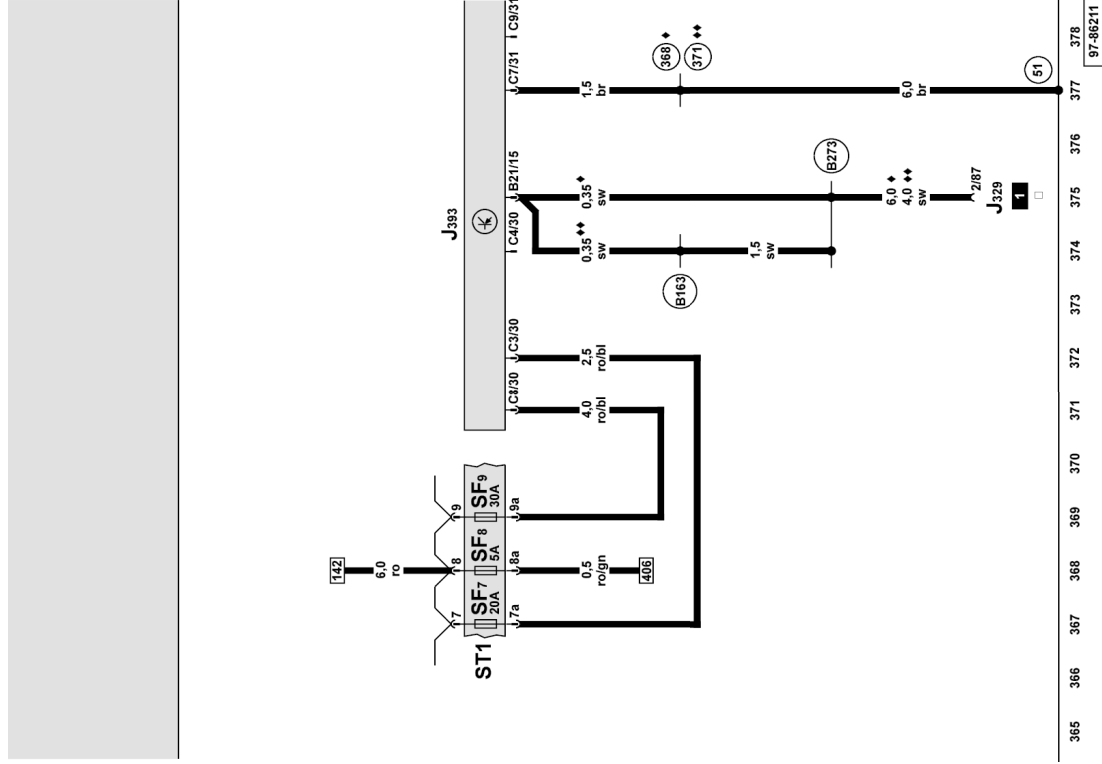 ST1
SF7
20A
SF8
5A
SF9
30A
7
8
9
7a
8a
9a
142
6,0
ro
0,5
ro/gn
406
J393
C8/30
C3/30
C4/30
B21/15
C7/31
C9/31
4,0
ro/bl
2,5
ro/bl
0,35 ♦♦
sw
0,35 ♦
sw
1,5
br
B163
368 ♦
371 ♦♦
1,5
sw
B273
6,0 ♦
4,0 ♦♦
sw
6,0
br
2/87
J329
1
51
365
366
367
368
369
370
371
372
373
374
375
376
377
378
97-86211